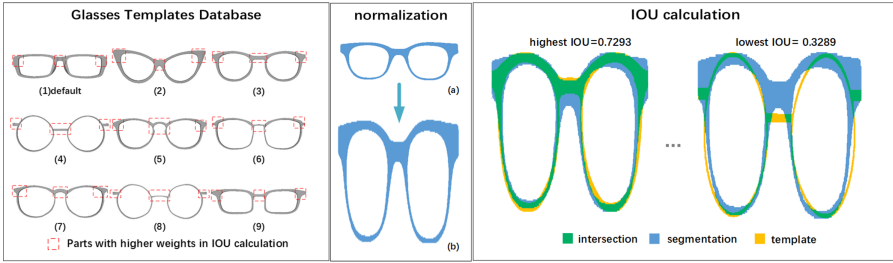 Glasses Templates Database
(1)default
(2)
(3)
(4)
(5)
(6)
(7)
(8)
(9)
Parts with higher weights in IOU calculation
normalization
(a)
(b)
IOU calculation
highest IOU=0.7293
lowest IOU= 0.3289
...
intersection
segmentation
template